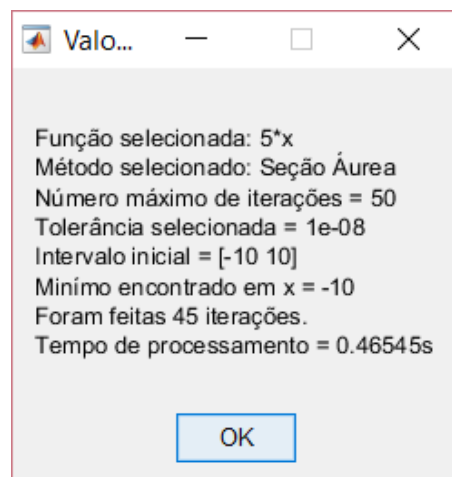 Valo...
Função selecionada: 5*x
Método selecionado: Seção Áurea
Número máximo de iterações = 50
Tolerância selecionada = 1e-08
Intervalo inicial = [-10 10]
Minímo encontrado em x = -10
Foram feitas 45 iterações.
Tempo de processamento = 0.46545s
OK